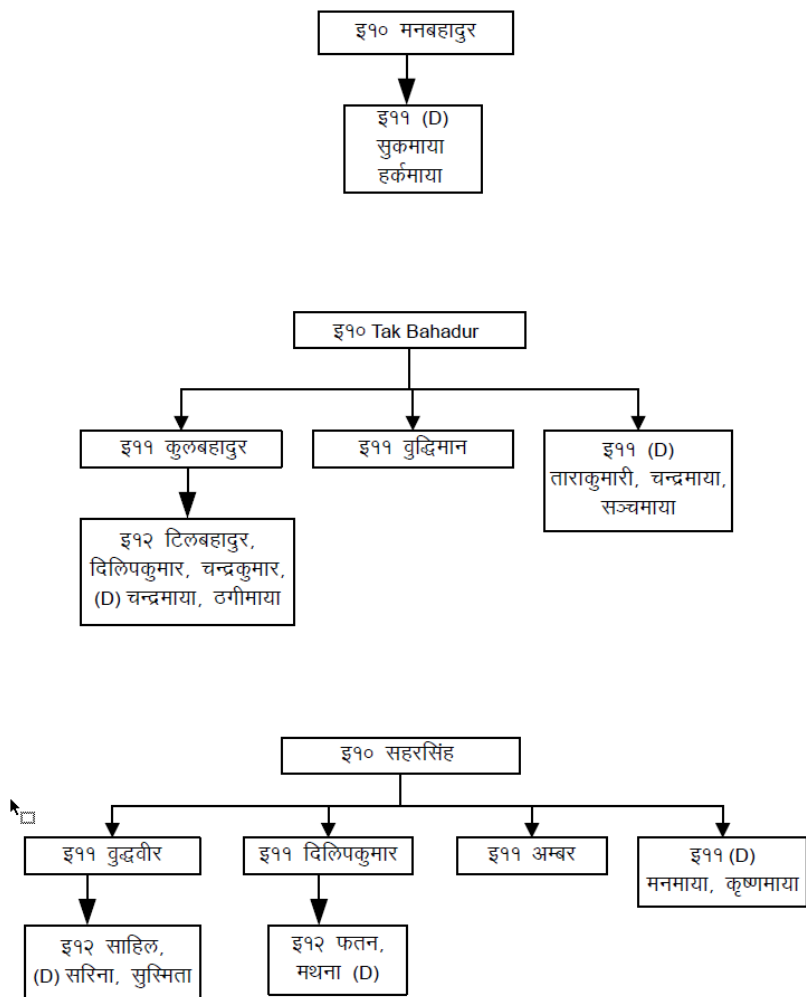 इ१० मनबहादुर
इ११ (D)
सुकमाया
हर्कमाया
इ१० Tak Bahadur
इ११ कुलबहादुर
इ११ वुद्धिमान
इ११ (D)
ताराकुमारी, चन्द्रमाया,
सञ्चमाया
इ१२ टिलबहादुर,
दिलिपकुमार, चन्द्रकुमार,
(D) चन्द्रमाया, ठगीमाया
इ१० सहरसिंह
इ११ वुद्धवीर
इ११ दिलिपकुमार
इ११ अम्बर
इ११ (D)
मनमाया, कृष्णमाया
इ१२ साहिल,
(D) सरिना, सुस्मिता
इ१२ फतन,
मथना (D)